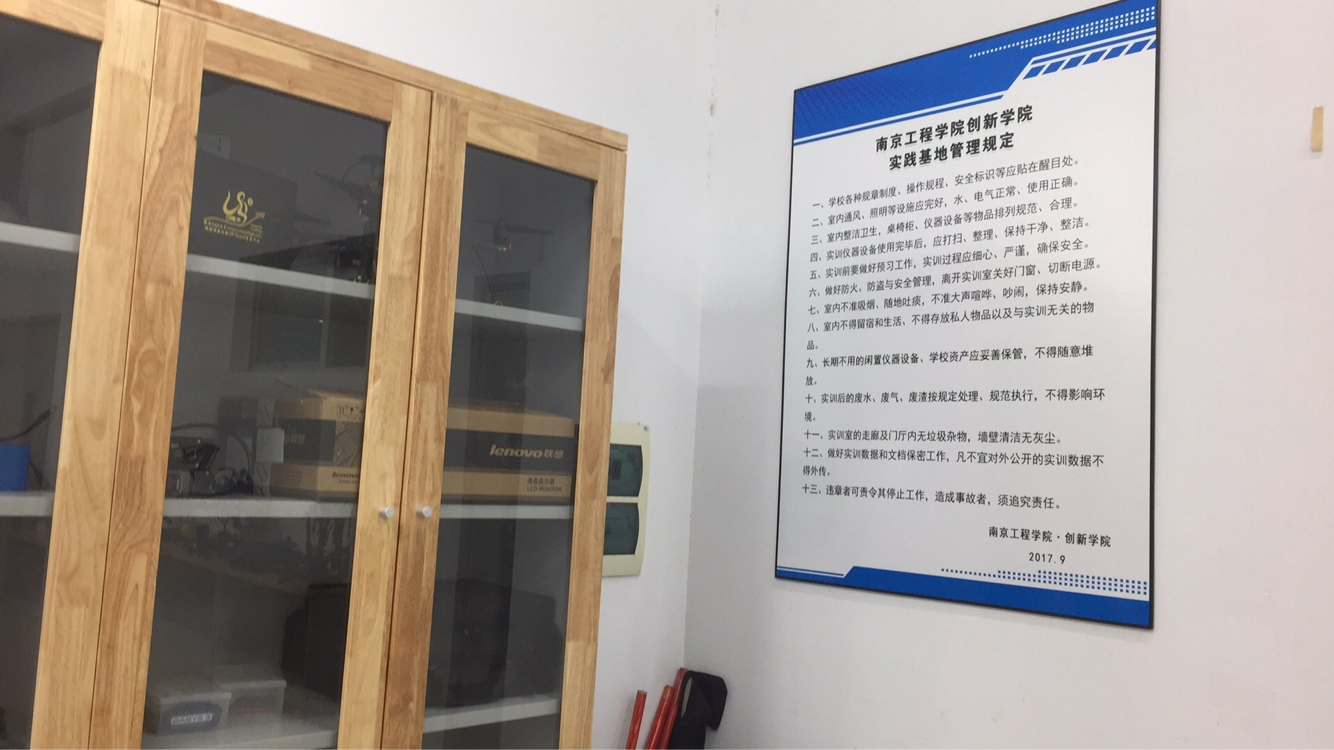 南京工程学院创新学院
实践基地管理规定
一、学校各种规章制度、操作规程、安全标识等应贴在醒目处。
二、室内通风、照明等设施应完好，水、电气正常、使用正确。
三、室内整洁卫生，桌椅柜、仪器设备等物品排列规范、合理。
四、实训仪器设备使用完毕后，应打扫、整理、保持干净、整洁。
五、实训前要做好预习工作，实训过程应细心、严谨，确保安全。
六、做好防火、防盗与安全管理，离开实训室关好门窗、切断电源。
七、室内不准吸烟、随地吐痰，不准大声喧哗、吵闹，保持安静。
八、室内不得留宿和生活、不得存放私人物品以及与实训无关的物
品。
九、长期不用的闲置仪器设备、学校资产应妥善保管，不得随意堆
放。
十、实训后的废水、废气、废渣按规定处理、规范执行，不得影响环
境。
十一、实训室的走廊及门厅内无垃圾杂物，墙壁清洁无灰尘。
十二、做好实训数据和文档保密工作，凡不宜对外公开的实训数据不
得外传。
十三、违章者可责令其停止工作，造成事故者，须追究责任。
南京工程学院·创新学院
2017.9
lenovo联想
液晶显示器
LCD MONITOR